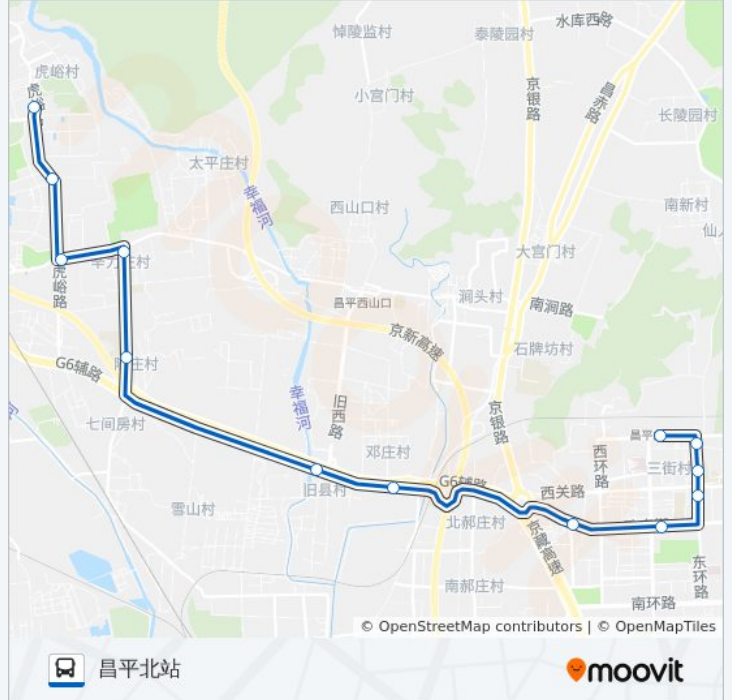 悼陵监村
泰陵园村
水库西路
虎峪村
小宫门村
京银路
昌赤路
长陵园村
太平庄村
幸福河
西山口村
南新村
仙人
大宫门村
虎峪路
辛力庄村
涧头村
昌平西山口
南涧路
京新高速
石牌坊村
G6辅路
七间房村
幸福河
旧西路
京银路
昌平
邓庄村
西环路
三街村
G6辅路
旧县村
西关路
雪山村
北郝庄村
京藏高速
南郝庄村
东环路
南环路
© OpenStreetMap contributors | © OpenMapTiles
昌平北站
moovit